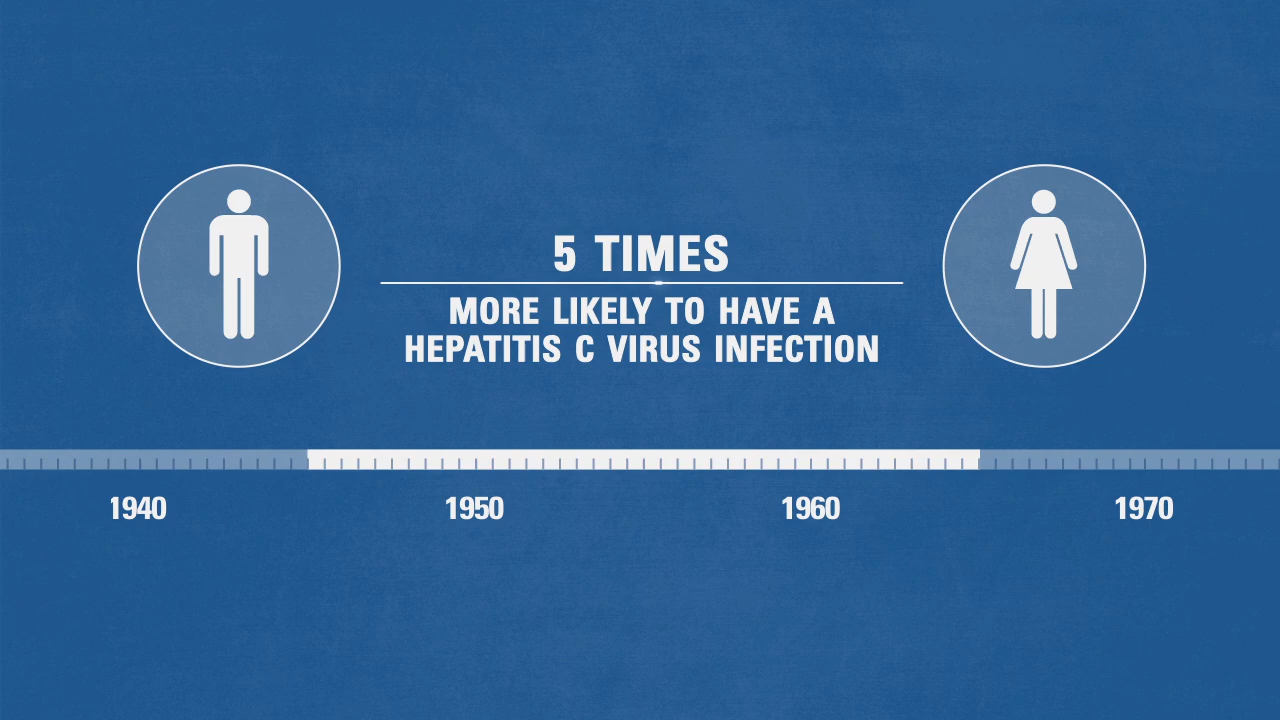 5 TIMES
MORE LIKELY TO HAVE A
HEPATITIS C VIRUS INFECTION
1940 1950 1960 1970